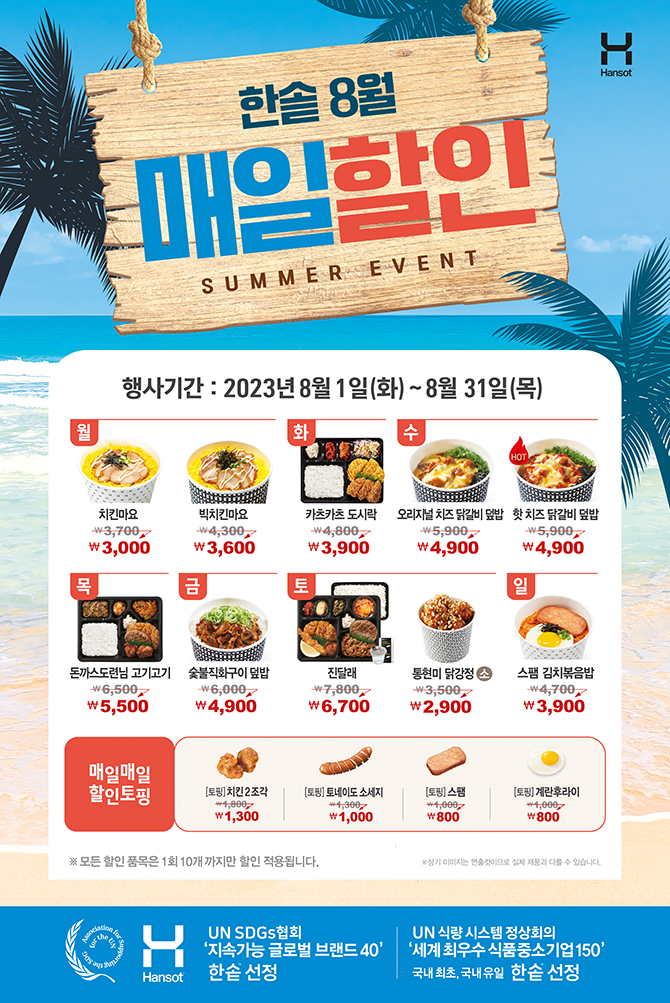 Hansot
한솥 8월
매일할인
SUMMER EVENT
행사기간 : 2023년 8월 1일(화) ~ 8월 31일(목)
월
치킨마요
₩3,700
₩3,000
빅치킨마요
₩4,300
₩3,600
화
카츠카츠 도시락
₩4,800
₩3,900
수
오리지널 치즈 닭갈비 덮밥
₩5,900
₩4,900
HOT
핫 치즈 닭갈비 덮밥
₩5,900
₩4,900
목
돈까스도련님 고기고기
₩6,500
₩5,500
금
숯불직화구이 덮밥
₩6,000
₩4,900
토
진달래
₩7,800
₩6,700
통현미 닭강정 소
₩3,500
₩2,900
일
스팸 김치볶음밥
₩4,700
₩3,900
매일매일
할인토핑
[토핑] 치킨 2조각
₩1,800
₩1,300
[토핑] 토네이도 소세지
₩1,300
₩1,000
[토핑] 스팸
₩1,000
₩800
[토핑] 계란후라이
₩1,000
₩800
※ 모든 할인 품목은 1회 10개 까지만 할인 적용됩니다.
※상기 이미지는 연출컷이므로 실제 제품과 다를 수 있습니다.
Association for Supporting the SDGs for the UN
Hansot
UN SDGs협회
'지속가능 글로벌 브랜드 40'
한솥 선정
UN 식량 시스템 정상회의
'세계 최우수 식품중소기업 150'
국내 최초, 국내 유일 한솥 선정